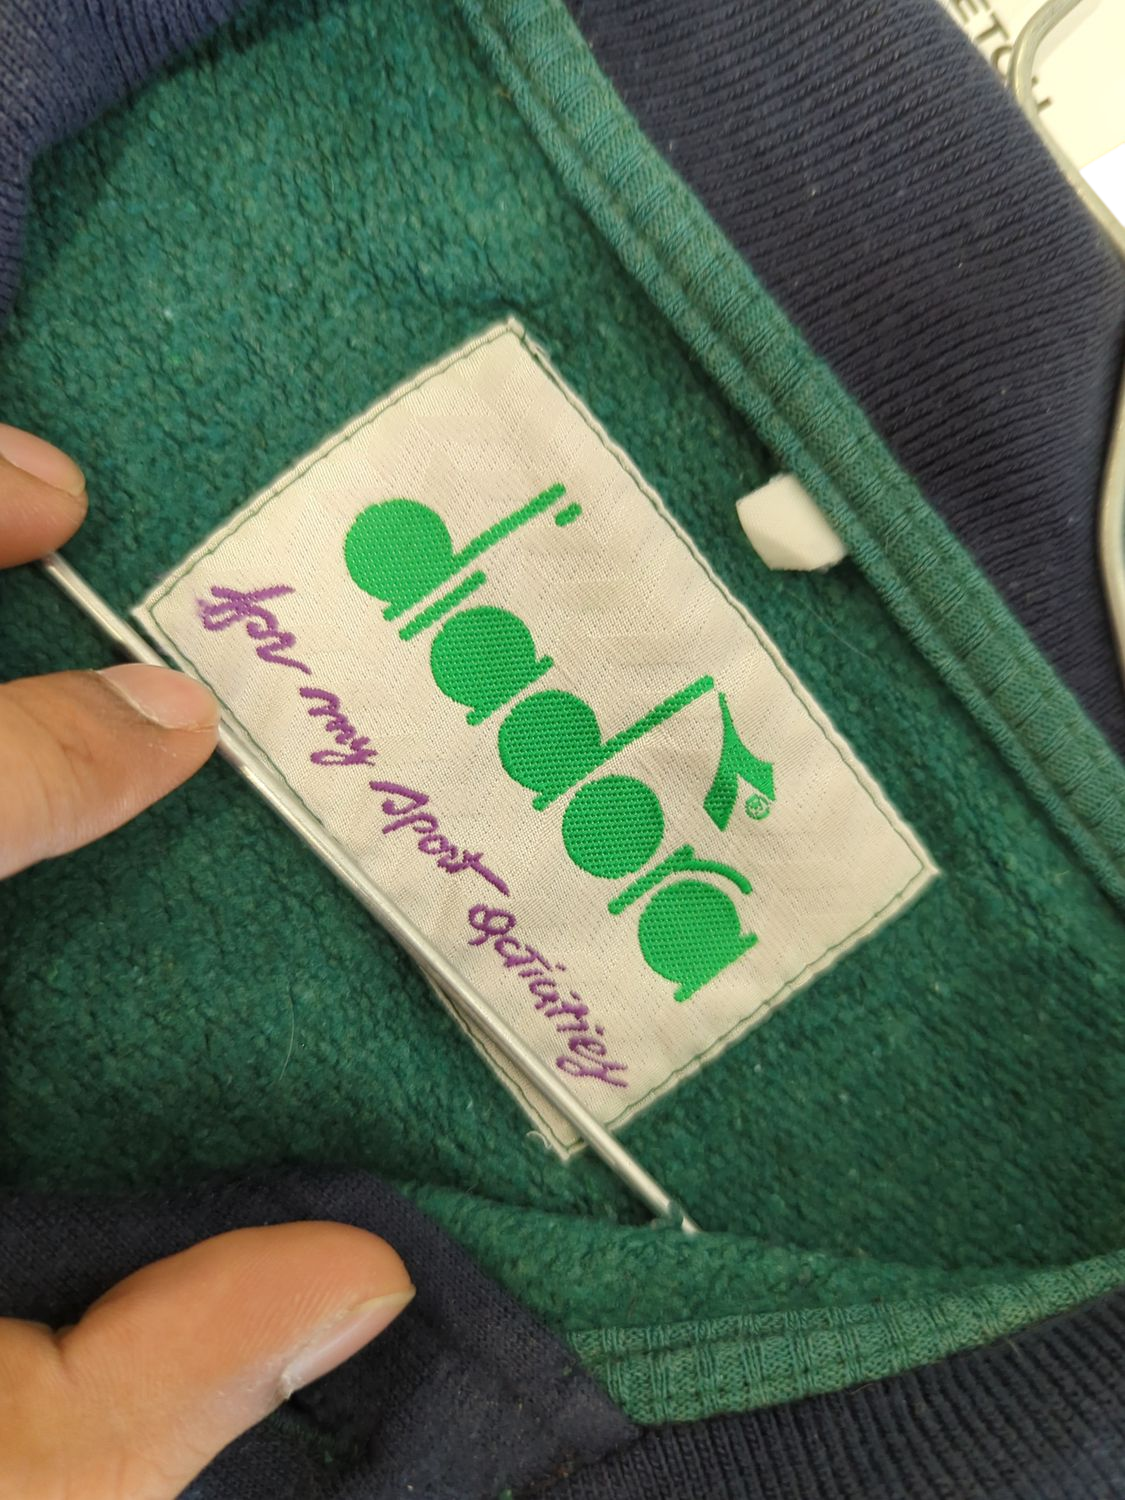 diadora
for my sport activities